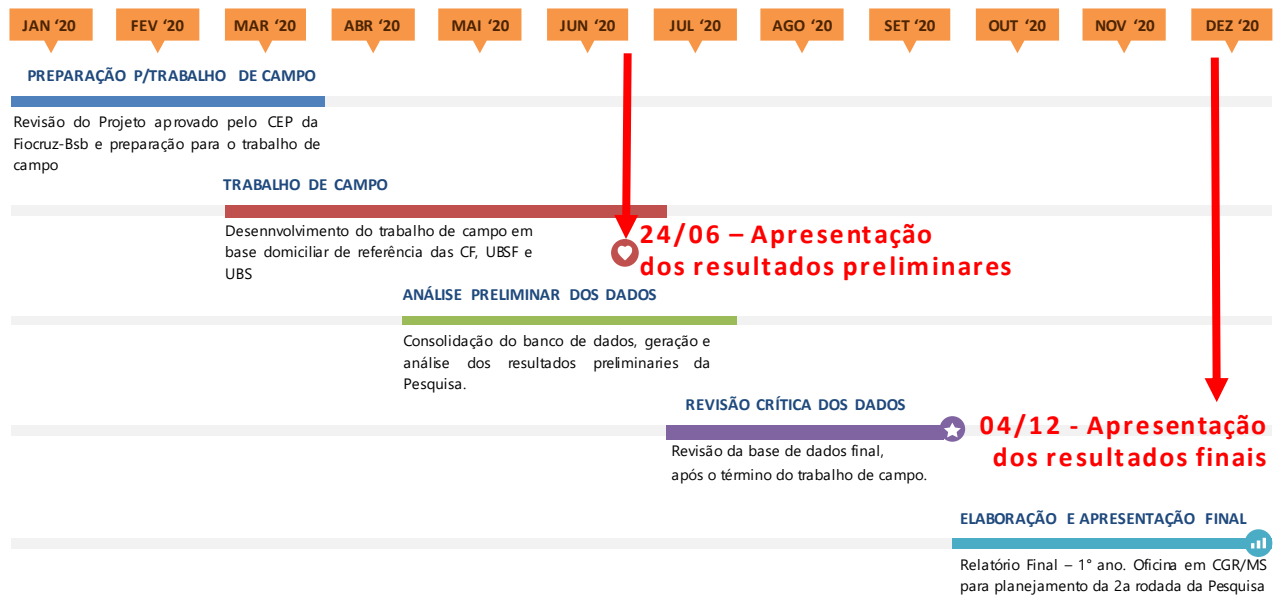 JAN ‘20
FEV ‘20
MAR ‘20
ABR ‘20
MAI ‘20
JUN ‘20
JUL ‘20
AGO ‘20
SET ‘20
OUT ‘20
NOV ‘20
DEZ ‘20
PREPARAÇÃO P/TRABALHO DE CAMPO
Revisão do Projeto aprovado pelo CEP da
Fiocruz-Bsb e preparação para o trabalho de
campo
TRABALHO DE CAMPO
Desennvolvimento do trabalho de campo em
base domiciliar de referência das CF, UBSF e
UBS
24/06 – Apresentação
dos resultados preliminares
ANÁLISE PRELIMINAR DOS DADOS
Consolidação do banco de dados, geração e
análise dos resultados preliminaries da
Pesquisa.
REVISÃO CRÍTICA DOS DADOS
Revisão da base de dados final,
após o término do trabalho de campo.
04/12 - Apresentação
dos resultados finais
ELABORAÇÃO E APRESENTAÇÃO FINAL
Relatório Final – 1° ano. Oficina em CGR/MS
para planejamento da 2a rodada da Pesquisa